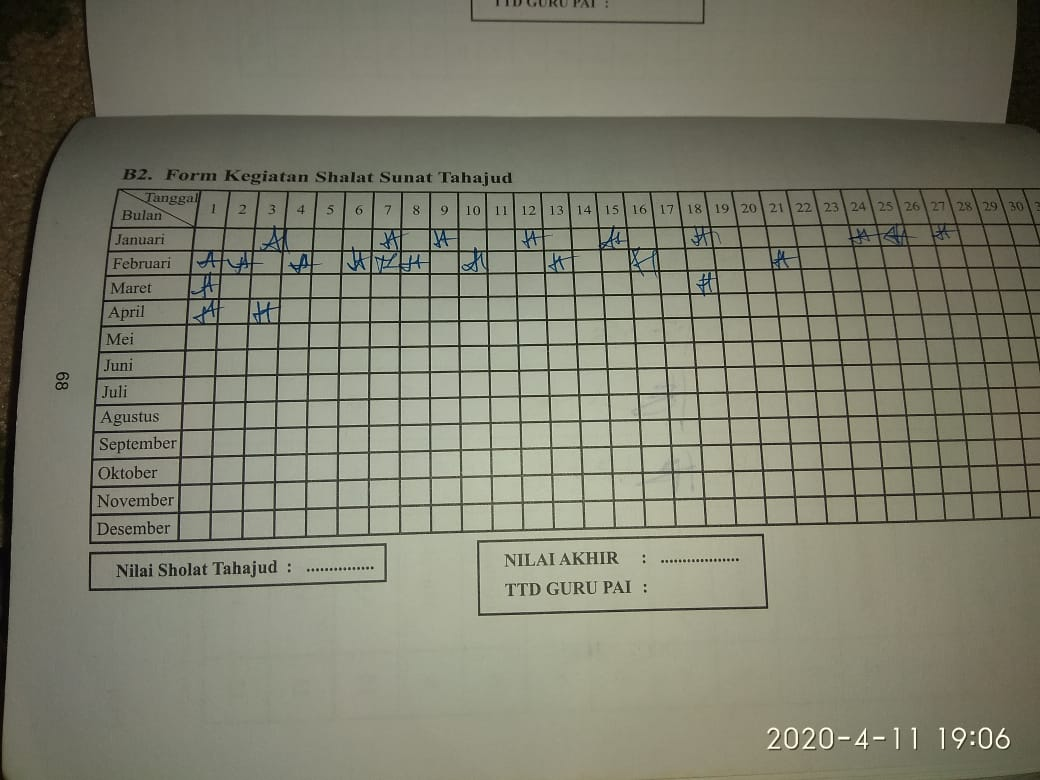 TTD GURU PAI :
B2. Form Kegiatan Shalat Sunat Tahajud
Tanggal
Bulan 1 2 3 4 5 6 7 8 9 10 11 12 13 14 15 16 17 18 19 20 21 22 23 24 25 26 27 28 29 30
Januari
Februari
Maret
April
Mei
Juni
Juli
Agustus
September
Oktober
November
Desember
Nilai Sholat Tahajud : ...............
NILAI AKHIR : ..................
TTD GURU PAI :
68
2020-4-11 19:06